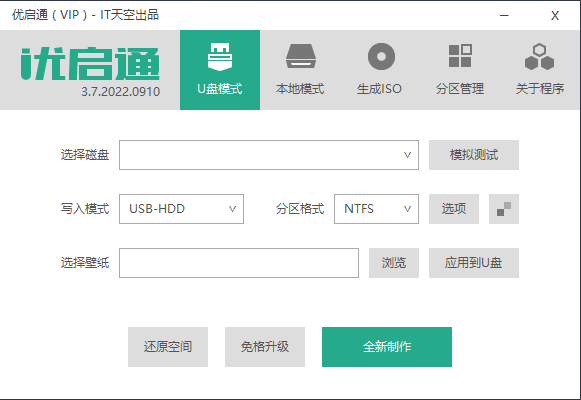 优启通（VIP）- IT天空出品
优启通
3.7.2022.0910
U盘模式
本地模式
生成ISO
分区管理
关于程序
选择磁盘
模拟测试
写入模式 USB-HDD 分区格式 NTFS 选项
选择壁纸 浏览 应用到U盘
还原空间 免格升级 全新制作